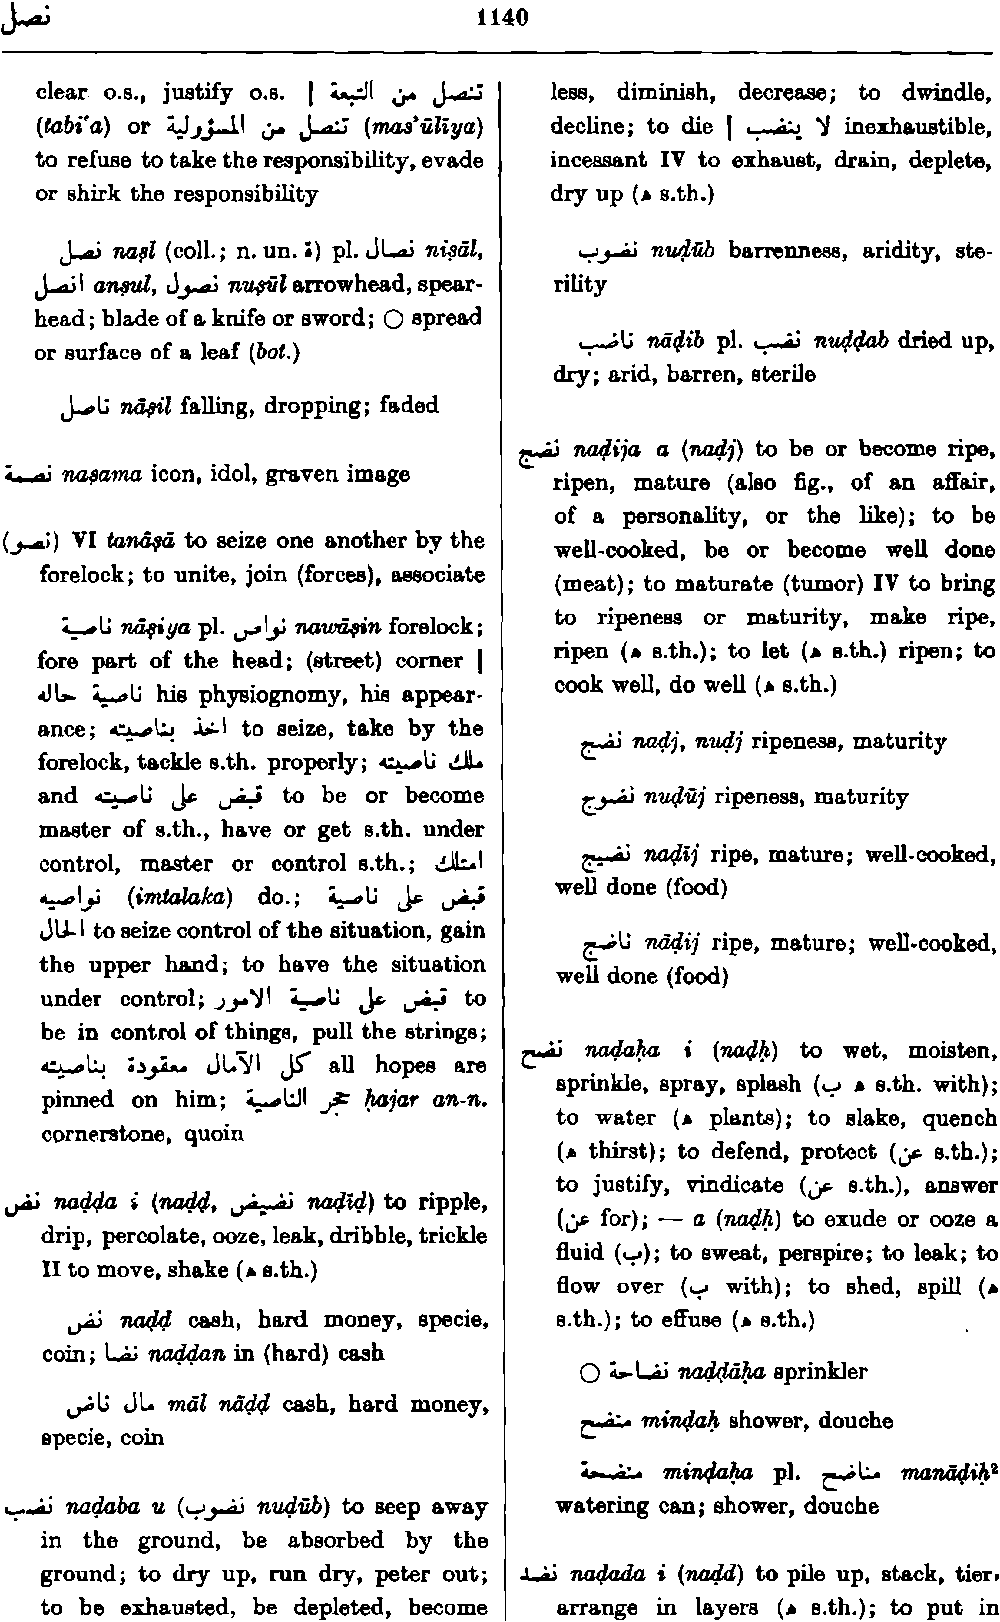 نصل
1140
clear o.s., justify o.s. | تنصل من التبعة
(tabi‘a) or تنصل من المسؤولية (mas’ūlīya)
to refuse to take the responsibility, evade
or shirk the responsibility
نصل naṣl (coll.; n. un. ة) pl. نصال niṣāl,
انصل anṣul, نصول nuṣūl arrowhead, spear-
head; blade of a knife or sword; ○ spread
or surface of a leaf (bot.)
ناصل nāṣil falling, dropping; faded
نصمة naṣama icon, idol, graven image
(نصو) VI tanāṣā to seize one another by the
forelock; to unite, join (forces), associate
ناصية nāṣiya pl. نواص nawāṣin forelock;
fore part of the head; (street) corner |
ناصية حاله his physiognomy, his appear-
ance; اخذ بناصيته to seize, take by the
forelock, tackle s.th. properly; ملك ناصيته
and قبض على ناصيته to be or become
master of s.th., have or get s.th. under
control, master or control s.th.; امتلك
نواصيه (imtalaka) do.; قبض على ناصية
الحال to seize control of the situation, gain
the upper hand; to have the situation
under control; قبض على ناصية الامور to
be in control of things, pull the strings;
كل الآمال معقودة بناصيته all hopes are
pinned on him; حجر الناصية ḥajar an-n.
cornerstone, quoin
نض naḍḍa i (naḍḍ, نضيض naḍīḍ) to ripple,
drip, percolate, ooze, leak, dribble, trickle
II to move, shake (ه s.th.)
نض naḍḍ cash, hard money, specie,
coin; نضا naḍḍan in (hard) cash
مال ناض māl nāḍḍ cash, hard money,
specie, coin
نضب naḍaba u (نضوب nuḍūb) to seep away
in the ground, be absorbed by the
ground; to dry up, run dry, peter out;
to be exhausted, be depleted, become
less, diminish, decrease; to dwindle,
decline; to die | لا ينضب inexhaustible,
incessant IV to exhaust, drain, deplete,
dry up (ه s.th.)
نضوب nuḍūb barrenness, aridity, ste-
rility
ناضب nāḍib pl. نضب nuḍḍab dried up,
dry; arid, barren, sterile
نضج naḍija a (naḍj) to be or become ripe,
ripen, mature (also fig., of an affair,
of a personality, or the like); to be
well-cooked, be or become well done
(meat); to maturate (tumor) IV to bring
to ripeness or maturity, make ripe,
ripen (ه s.th.); to let (ه s.th.) ripen; to
cook well, do well (ه s.th.)
نضج naḍj, nuḍj ripeness, maturity
نضوج nuḍūj ripeness, maturity
نضيج naḍīj ripe, mature; well-cooked,
well done (food)
ناضج nāḍij ripe, mature; well-cooked,
well done (food)
نضح naḍaḥa i (naḍḥ) to wet, moisten,
sprinkle, spray, splash (ب ه s.th. with);
to water (ه plants); to slake, quench
(ه thirst); to defend, protect (عن s.th.);
to justify, vindicate (عن s.th.), answer
(عن for); — a (naḍḥ) to exude or ooze a
fluid (ب); to sweat, perspire; to leak; to
flow over (ب with); to shed, spill (ه
s.th.); to effuse (ه s.th.)
○ نضاحة naḍḍāḥa sprinkler
منضح minḍaḥ shower, douche
منضحة minḍaḥa pl. مناضح manāḍiḥ²
watering can; shower, douche
نضد naḍada i (naḍd) to pile up, stack, tier,
arrange in layers (ه s.th.); to put in